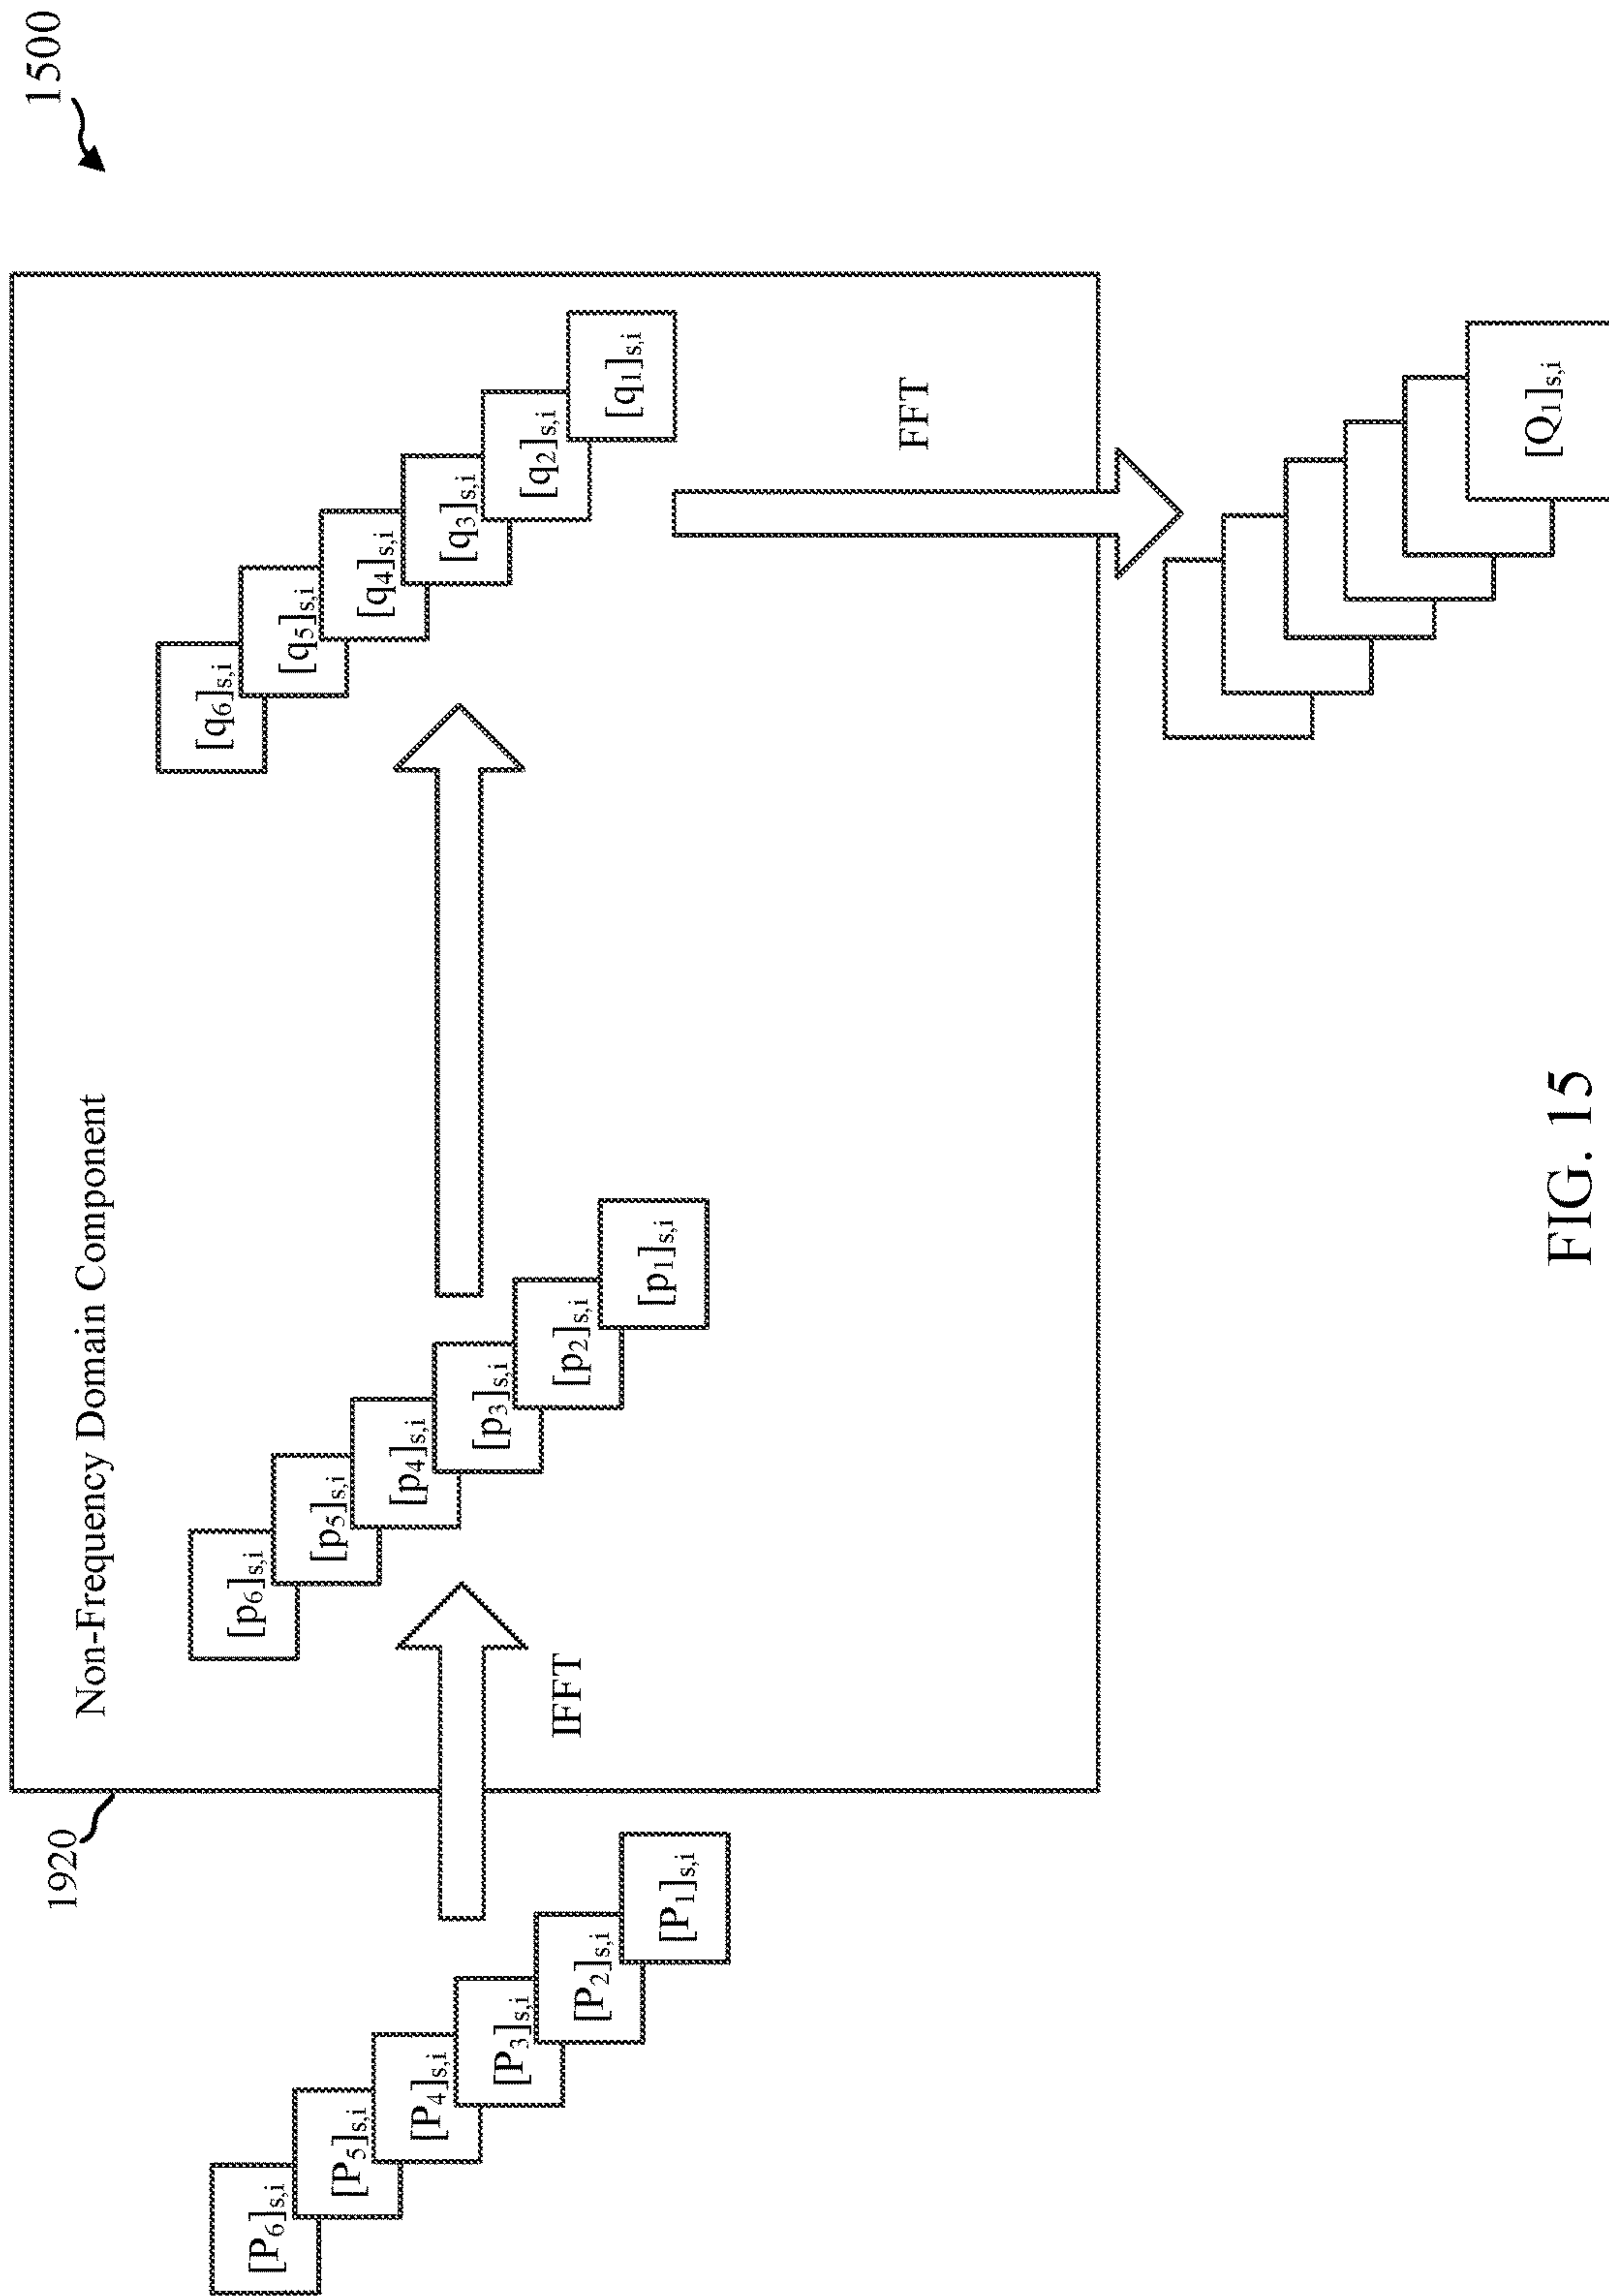 1500
1920
Non-Frequency Domain Component
[P₆]s,i
[P₅]s,i
[P₄]s,i
[P₃]s,i
[P₂]s,i
[P₁]s,i
IFFT
[p₆]s,i
[p₅]s,i
[p₄]s,i
[p₃]s,i
[p₂]s,i
[p₁]s,i
[q₆]s,i
[q₅]s,i
[q₄]s,i
[q₃]s,i
[q₂]s,i
[q₁]s,i
FFT
[Q₁]s,i
FIG. 15